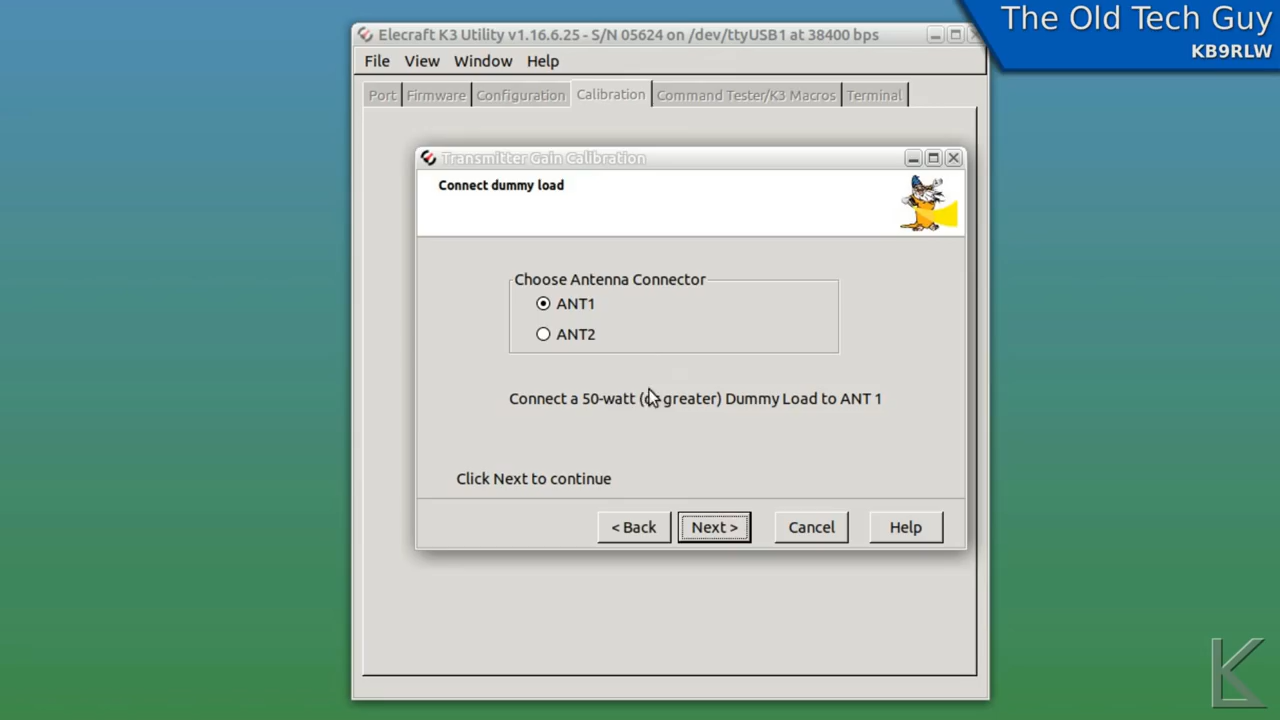 The Old Tech Guy
KB9RLW
Elecraft K3 Utility v1.16.6.25 - S/N 05624 on /dev/ttyUSB1 at 38400 bps
File View Window Help
Port Firmware Configuration Calibration Command Tester/K3 Macros Terminal
Transmitter Gain Calibration
Connect dummy load
Choose Antenna Connector
ANT1
ANT2
Connect a 50-watt (or greater) Dummy Load to ANT 1
Click Next to continue
< Back Next > Cancel Help
K